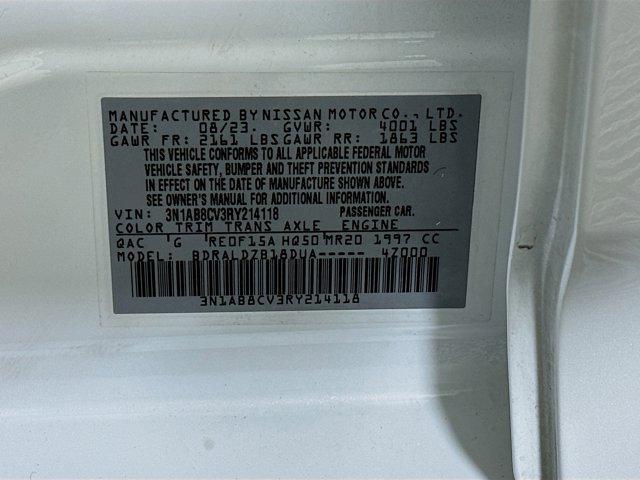 MANUFACTURED BY NISSAN MOTOR CO., LTD.
DATE: 08/23. GVWR: 4001 LBS
GAWR FR: 2161 LBS GAWR RR: 1863 LBS
THIS VEHICLE CONFORMS TO ALL APPLICABLE FEDERAL MOTOR
VEHICLE SAFETY, BUMPER AND THEFT PREVENTION STANDARDS
IN EFFECT ON THE DATE OF MANUFACTURE SHOWN ABOVE.
SEE OWNER'S MANUAL FOR ADDITIONAL INFORMATION.
VIN: 3N1AB8CV3RY214118 PASSENGER CAR.
COLOR TRIM TRANS AXLE ENGINE
QAC G RE0F15A HQ50 MR20 1997 CC
MODEL: BDRALDZB18DUA----- 4Z000
3N1AB8CV3RY214118